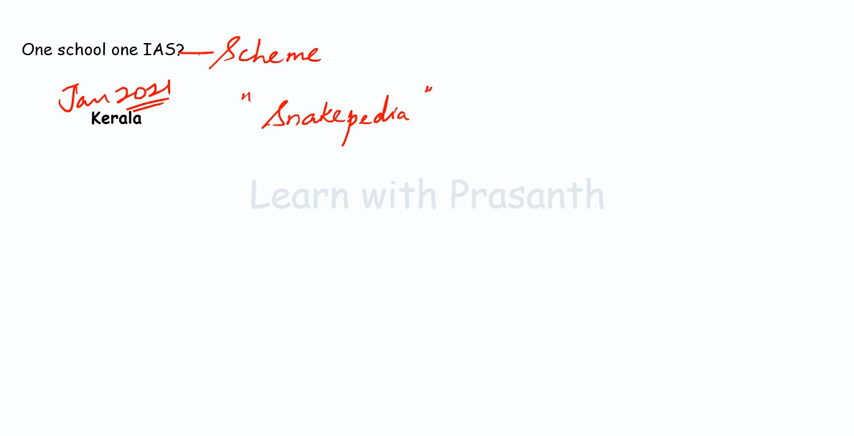 One school one IAS? — Scheme
Jan 2021
Kerala
"Snakepedia"
Learn with Prasanth